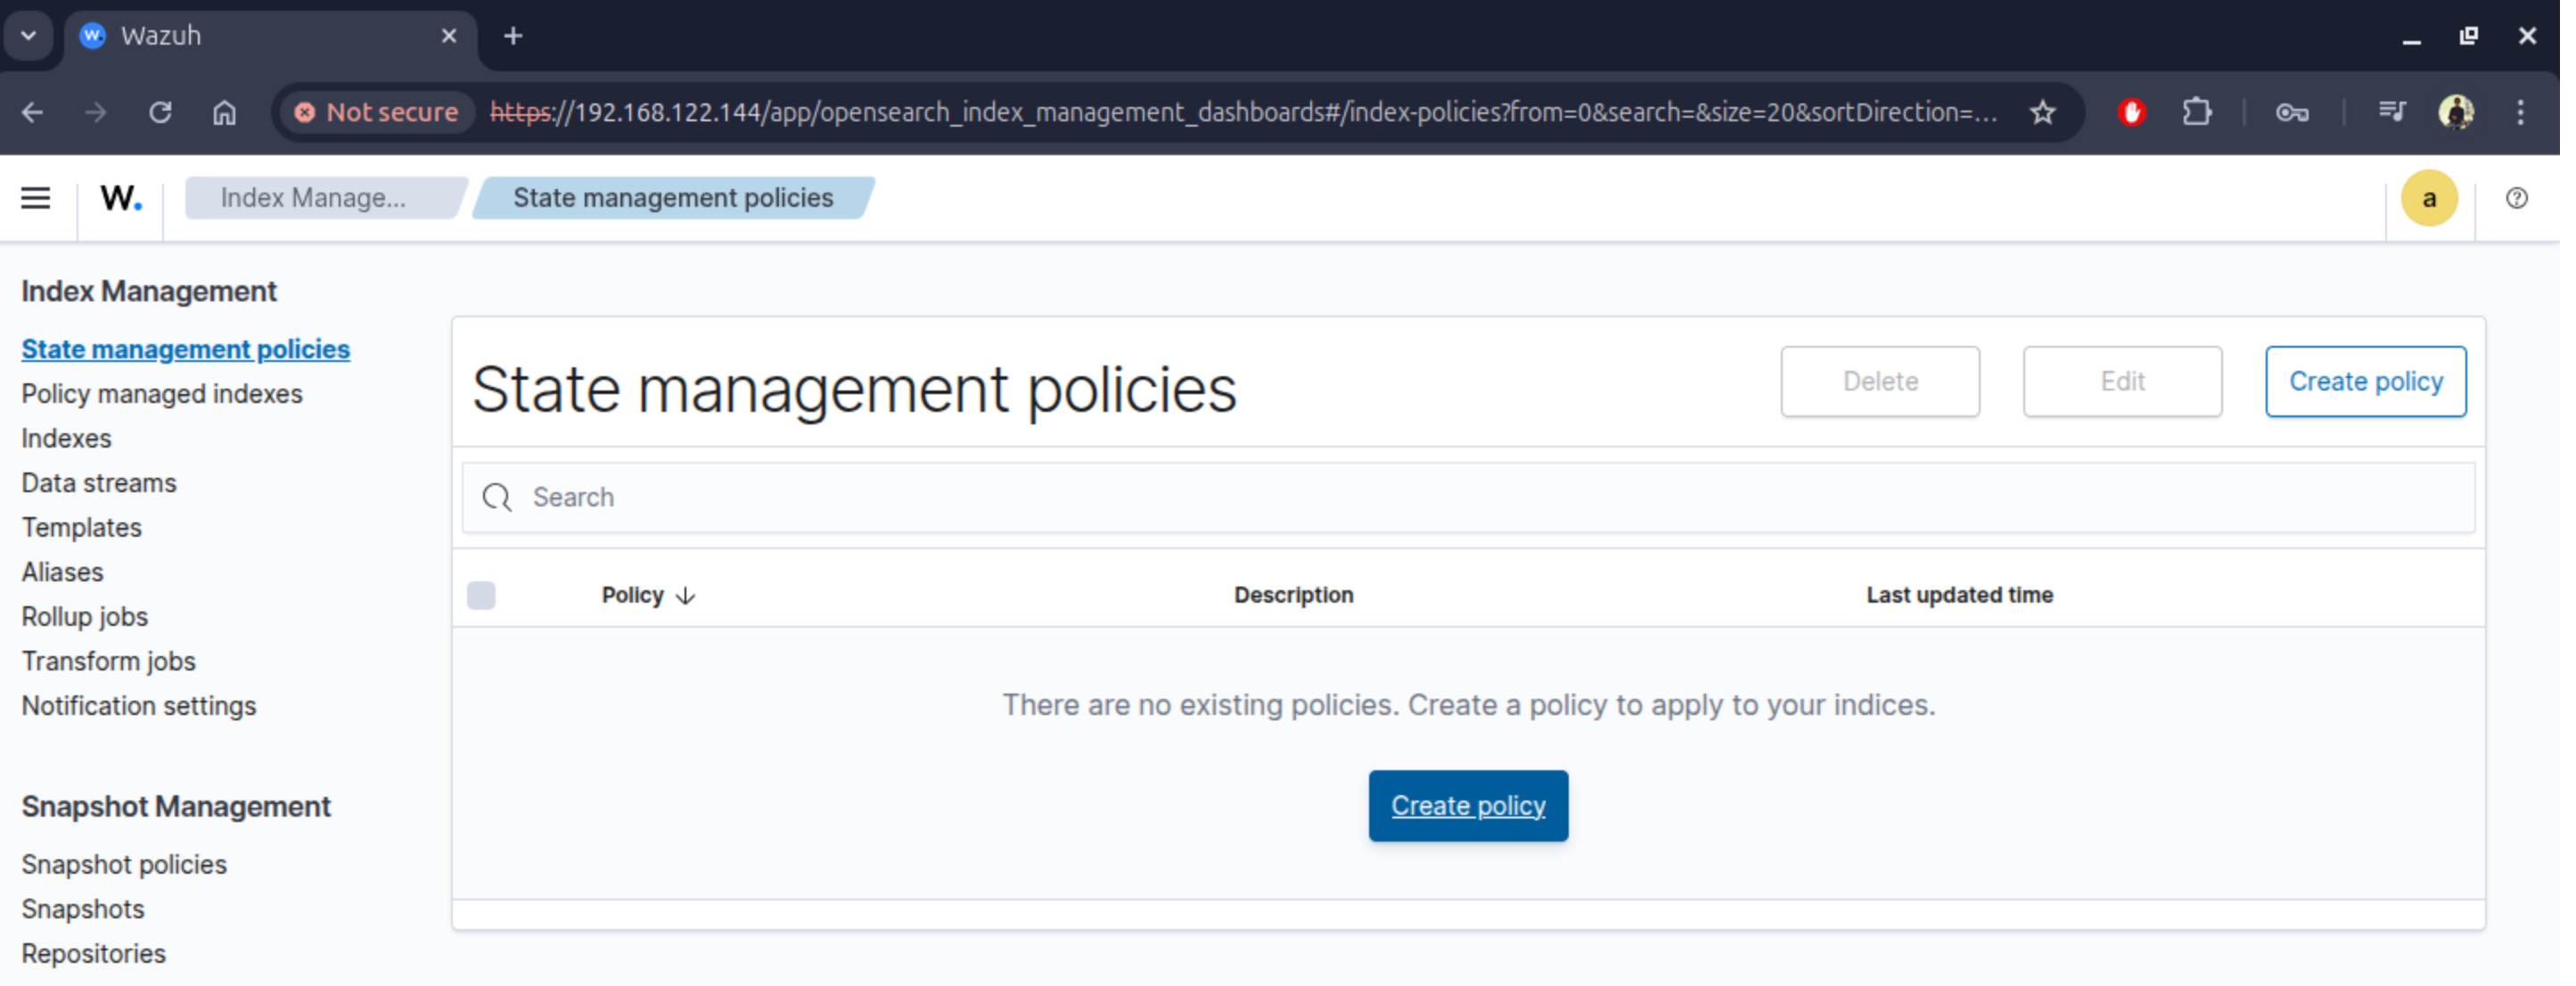 Wazuh
Not secure https://192.168.122.144/app/opensearch_index_management_dashboards#/index-policies?from=0&search=&size=20&sortDirection=...
W. Index Manage... State management policies a
Index Management
State management policies
Policy managed indexes
Indexes
Data streams
Templates
Aliases
Rollup jobs
Transform jobs
Notification settings
Snapshot Management
Snapshot policies
Snapshots
Repositories
State management policies Delete Edit Create policy
Search
Policy Description Last updated time
There are no existing policies. Create a policy to apply to your indices.
Create policy